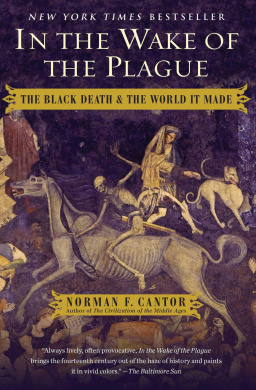 NEW YORK TIMES BESTSELLER
IN THE WAKE OF
THE PLAGUE
THE BLACK DEATH & THE WORLD IT MADE
NORMAN F. CANTOR
Author of The Civilization of the Middle Ages
"Always lively, often provocative, In the Wake of the Plague
brings the fourteenth century out of the haze of history and paints
it in vivid colors." —The Baltimore Sun